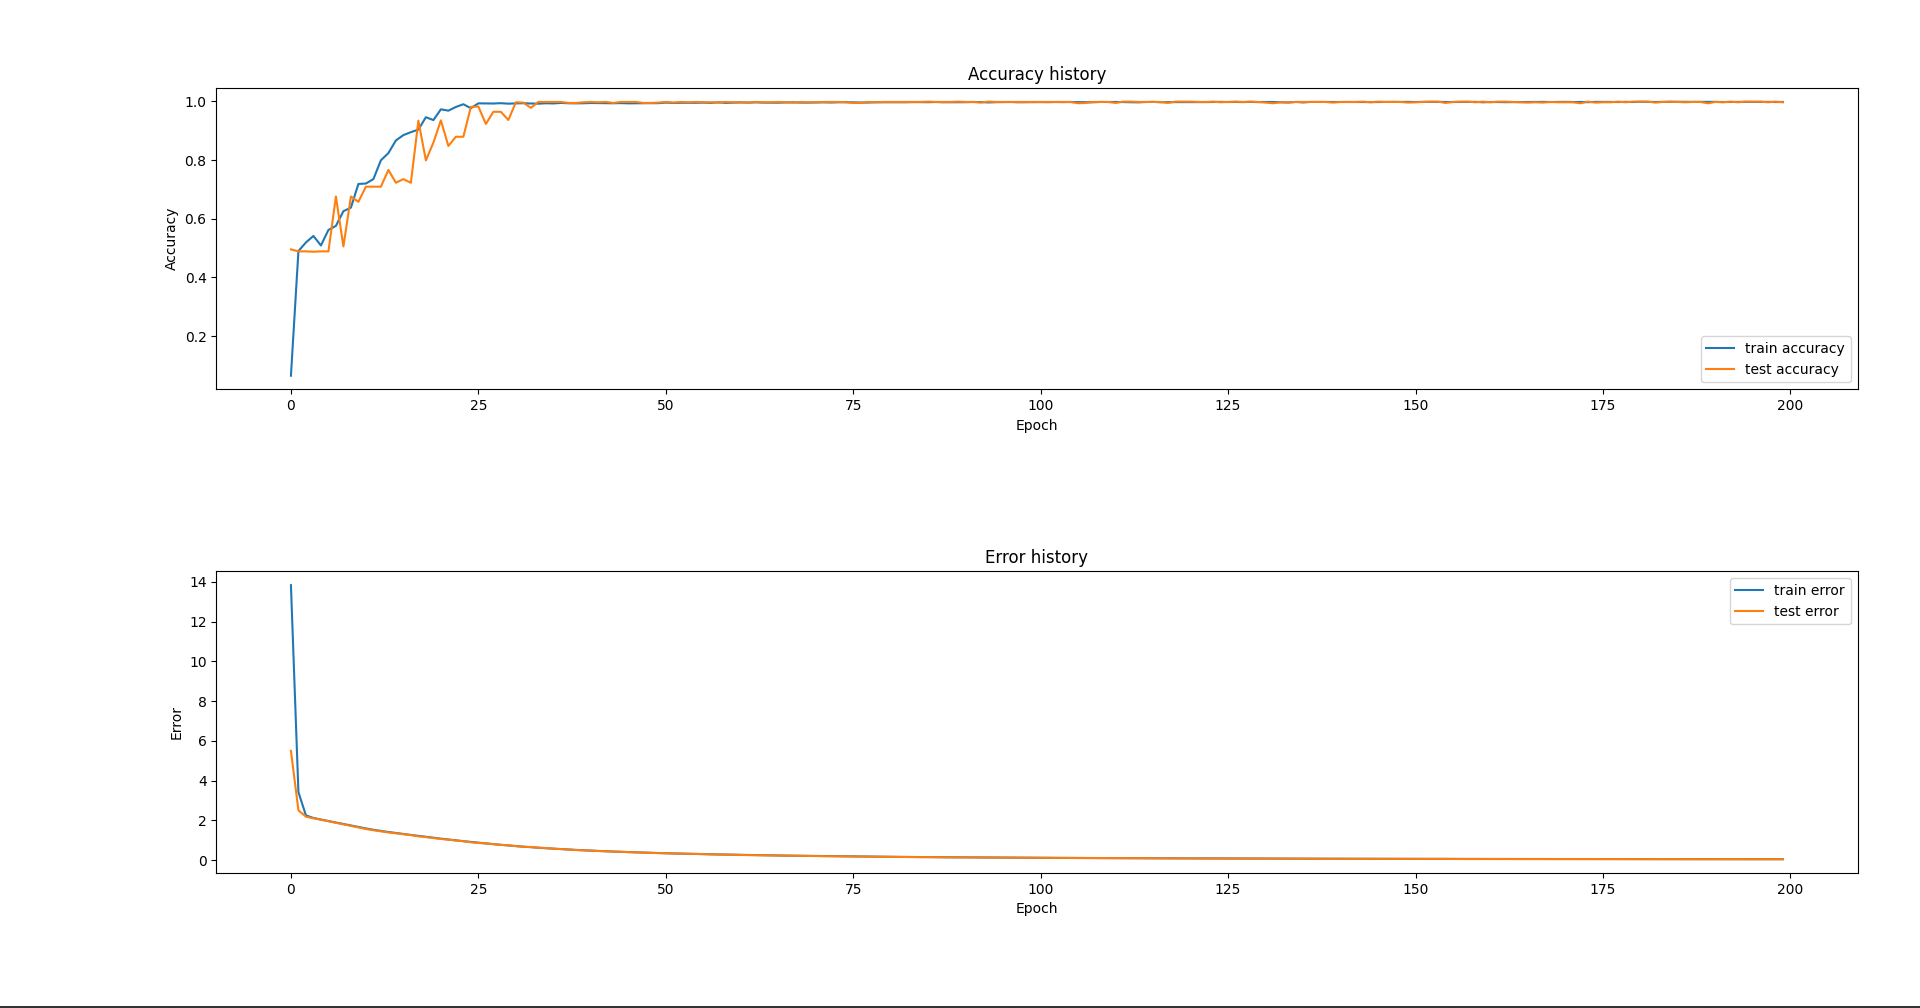 Accuracy history
1.0
0.8
0.6
0.4
0.2
Accuracy
train accuracy
test accuracy
0 25 50 75 100 125 150 175 200
Epoch
Error history
14
12
10
8
6
4
2
0
Error
train error
test error
0 25 50 75 100 125 150 175 200
Epoch